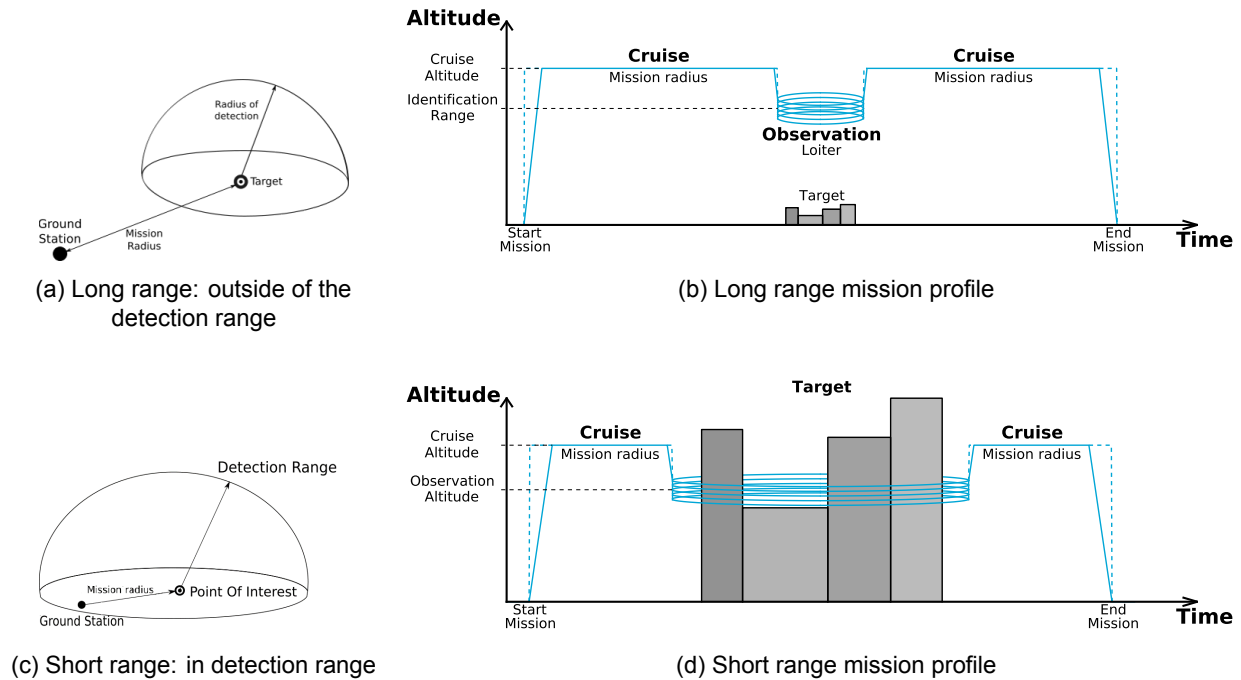 Radius of
detection
Target
Ground
Station
Mission
Radius
(a) Long range: outside of the
detection range
Altitude
Cruise
Altitude
Cruise
Mission radius
Cruise
Mission radius
Identification
Range
Observation
Loiter
Target
Start
Mission
End
Mission
Time
(b) Long range mission profile
Detection Range
Mission radius
Point Of Interest
Ground Station
(c) Short range: in detection range
Altitude
Target
Cruise
Altitude
Cruise
Mission radius
Cruise
Mission radius
Observation
Altitude
Start
Mission
End
Mission
Time
(d) Short range mission profile